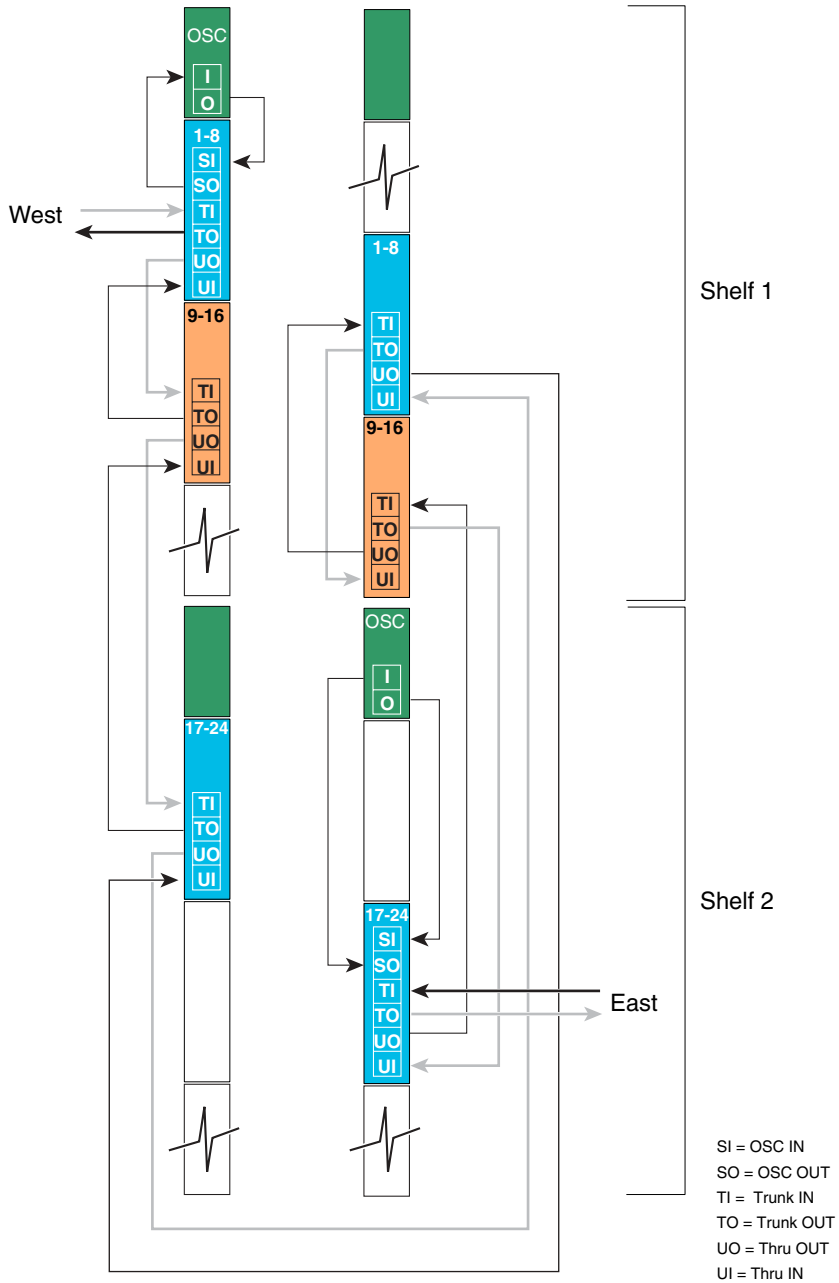 OSC
I
O
1-8
SI
SO
TI
TO
UO
UI
West
9-16
TI
TO
UO
UI
1-8
TI
TO
UO
UI
9-16
TI
TO
UO
UI
Shelf 1
17-24
TI
TO
UO
UI
OSC
I
O
17-24
SI
SO
TI
TO
UO
UI
East
Shelf 2
SI = OSC IN
SO = OSC OUT
TI = Trunk IN
TO = Trunk OUT
UO = Thru OUT
UI = Thru IN